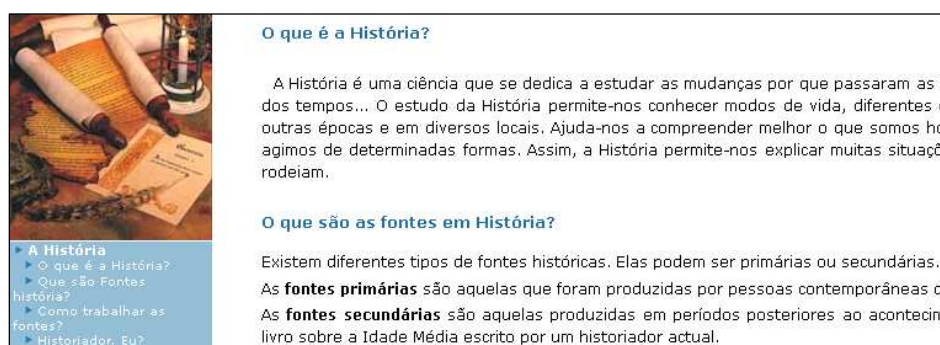 O que é a História?
A História é uma ciência que se dedica a estudar as mudanças por que passaram as
dos tempos... O estudo da História permite-nos conhecer modos de vida, diferentes
outras épocas e em diversos locais. Ajuda-nos a compreender melhor o que somos
agimos de determinadas formas. Assim, a História permite-nos explicar muitas
rodeiam.
O que são as fontes em História?
Existem diferentes tipos de fontes históricas. Elas podem ser primárias ou secundárias.
As fontes primárias são aquelas que foram produzidas por pessoas contemporâneas
As fontes secundárias são aquelas produzidas em períodos posteriores ao
livro sobre a Idade Média escrito por um historiador actual.
A História
O que é a História?
Que são Fontes
história?
Como trabalhar as
fontes?
Historiador, Eu?